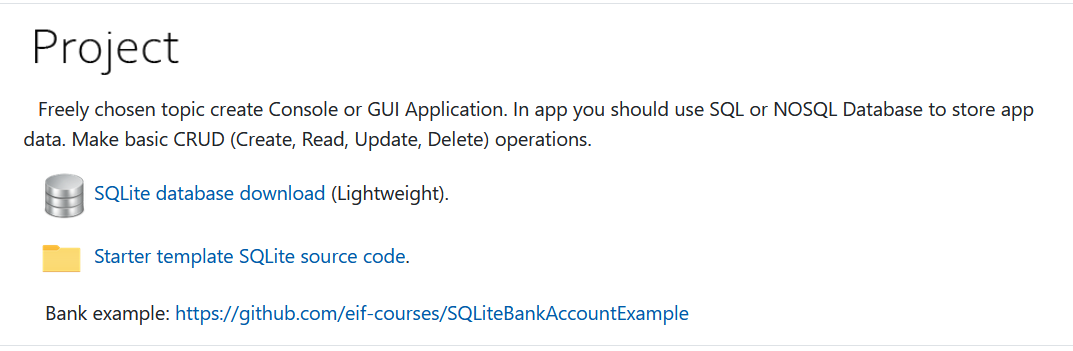 Project
Freely chosen topic create Console or GUI Application. In app you should use SQL or NOSQL Database to store app
data. Make basic CRUD (Create, Read, Update, Delete) operations.
SQLite database download (Lightweight).
Starter template SQLite source code.
Bank example: https://github.com/eif-courses/SQLiteBankAccountExample